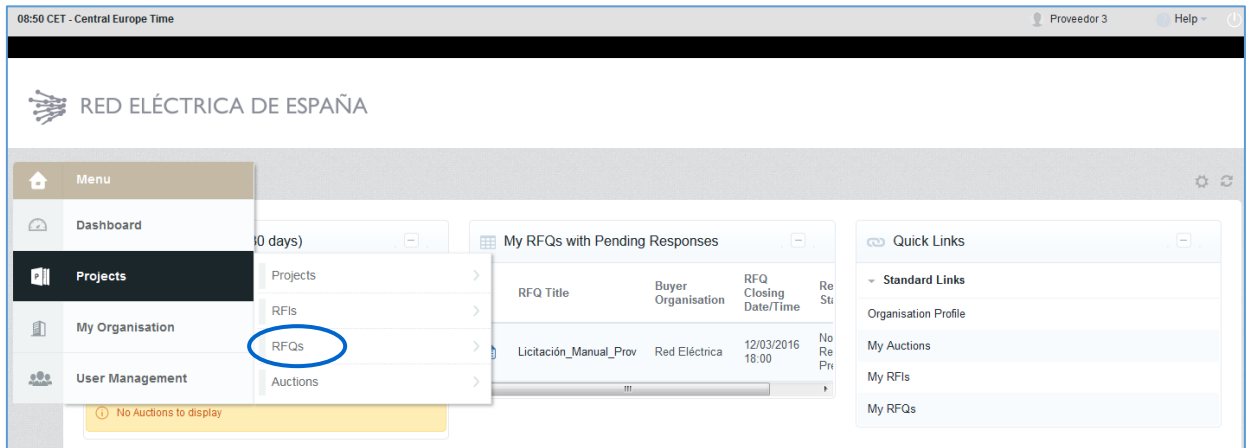 08:50 CET - Central Europe Time
Proveedor 3
Help
RED ELÉCTRICA DE ESPAÑA
Menu
Dashboard
Projects
My Organisation
User Management
Projects
RFIs
RFQs
Auctions
0 days)
No Auctions to display
My RFQs with Pending Responses
RFQ Title
Buyer
Organisation
RFQ
Closing
Date/Time
Licitación_Manual_Prov
Red Eléctrica
12/03/2016
18:00
No
Quick Links
Standard Links
Organisation Profile
My Auctions
My RFIs
My RFQs